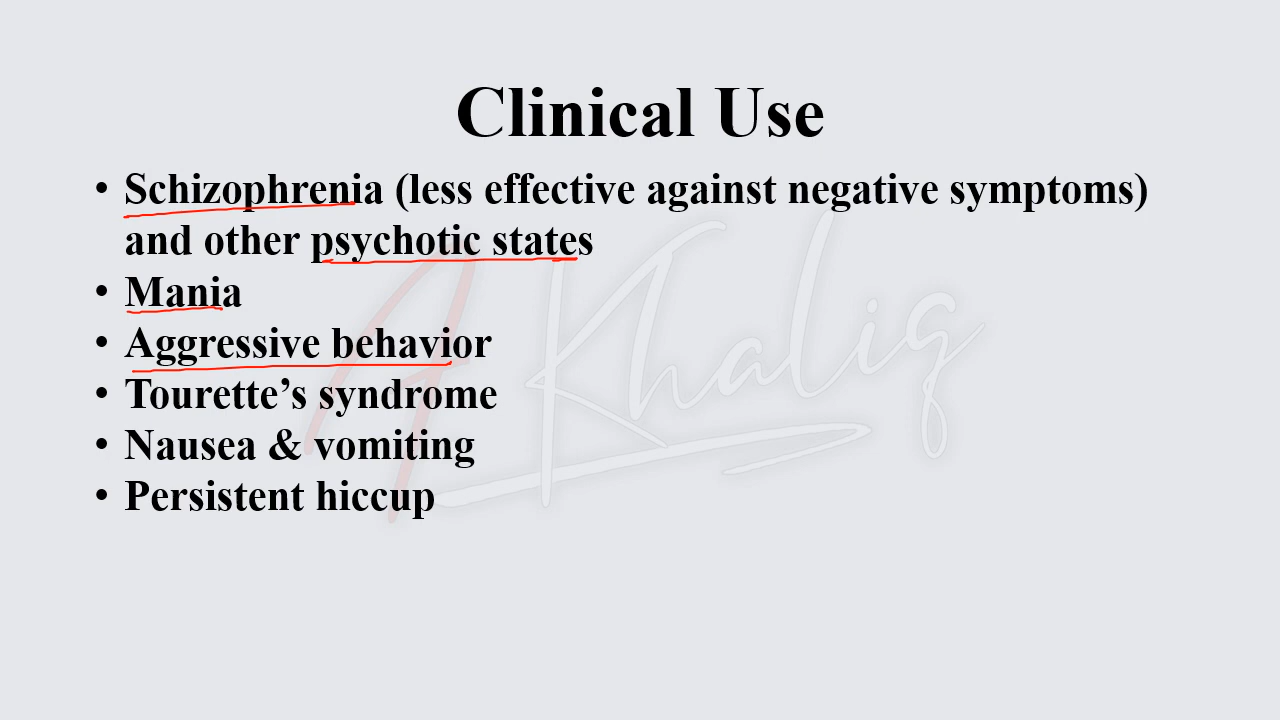 Clinical Use
• Schizophrenia (less effective against negative symptoms)
and other psychotic states
• Mania
• Aggressive behavior
• Tourette’s syndrome
• Nausea & vomiting
• Persistent hiccup
A Khaliq